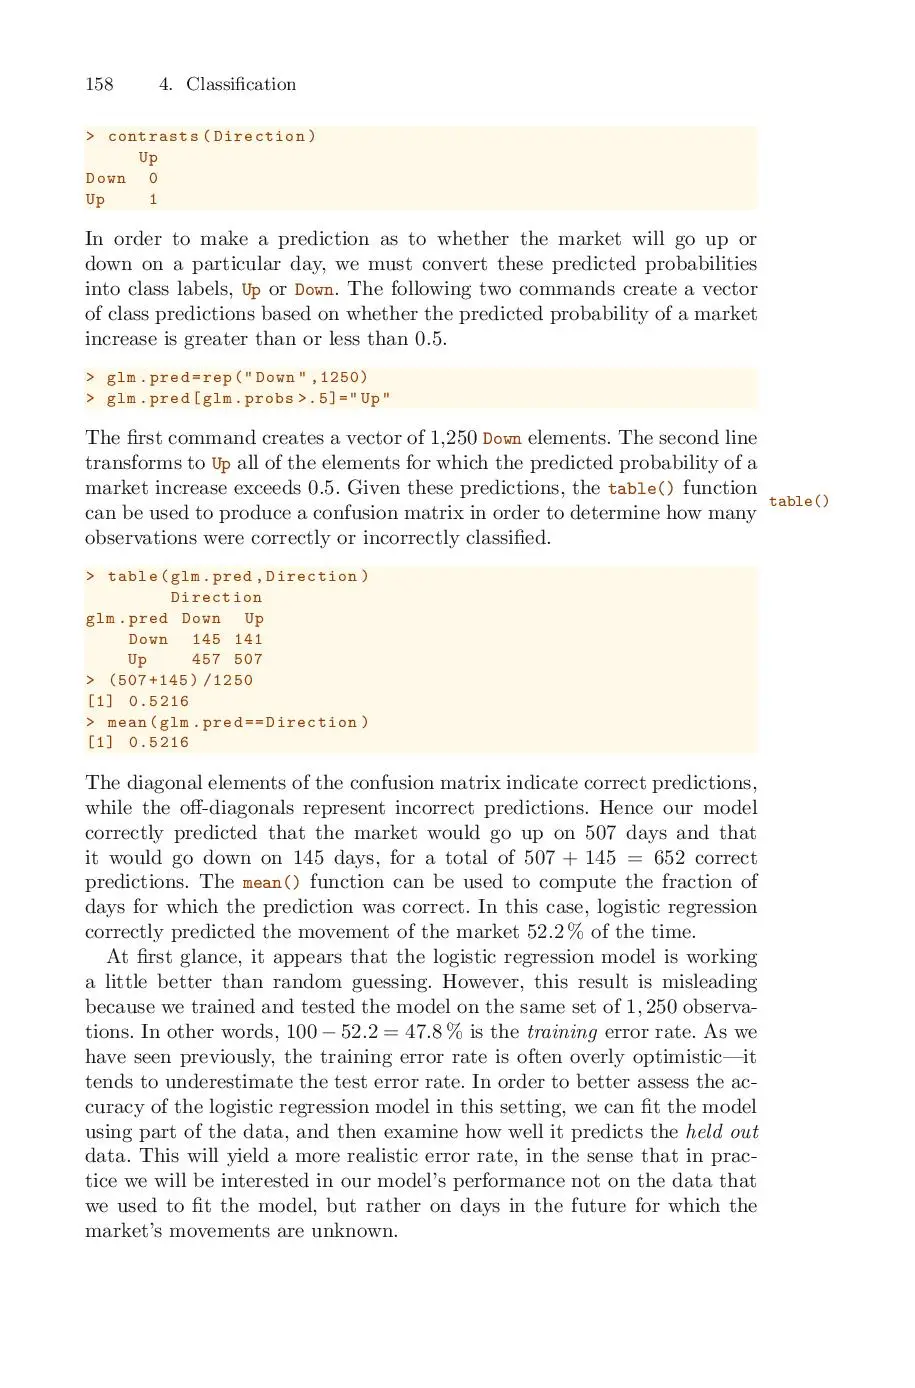 158 4. Classification
> contrasts(Direction)
Up
Down 0
Up 1
In order to make a prediction as to whether the market will go up or
down on a particular day, we must convert these predicted probabilities
into class labels, Up or Down. The following two commands create a vector
of class predictions based on whether the predicted probability of a market
increase is greater than or less than 0.5.
> glm.pred=rep("Down",1250)
> glm.pred[glm.probs>.5]="Up"
The first command creates a vector of 1,250 Down elements. The second line
transforms to Up all of the elements for which the predicted probability of a
market increase exceeds 0.5. Given these predictions, the table() function
table()
can be used to produce a confusion matrix in order to determine how many
observations were correctly or incorrectly classified.
> table(glm.pred,Direction)
Direction
glm.pred Down Up
Down 145 141
Up 457 507
> (507+145)/1250
[1] 0.5216
> mean(glm.pred==Direction)
[1] 0.5216
The diagonal elements of the confusion matrix indicate correct predictions,
while the off-diagonals represent incorrect predictions. Hence our model
correctly predicted that the market would go up on 507 days and that
it would go down on 145 days, for a total of 507 + 145 = 652 correct
predictions. The mean() function can be used to compute the fraction of
days for which the prediction was correct. In this case, logistic regression
correctly predicted the movement of the market 52.2 % of the time.
At first glance, it appears that the logistic regression model is working
a little better than random guessing. However, this result is misleading
because we trained and tested the model on the same set of 1, 250 observa-
tions. In other words, 100 − 52.2 = 47.8 % is the training error rate. As we
have seen previously, the training error rate is often overly optimistic—it
tends to underestimate the test error rate. In order to better assess the ac-
curacy of the logistic regression model in this setting, we can fit the model
using part of the data, and then examine how well it predicts the held out
data. This will yield a more realistic error rate, in the sense that in prac-
tice we will be interested in our model's performance not on the data that
we used to fit the model, but rather on days in the future for which the
market's movements are unknown.